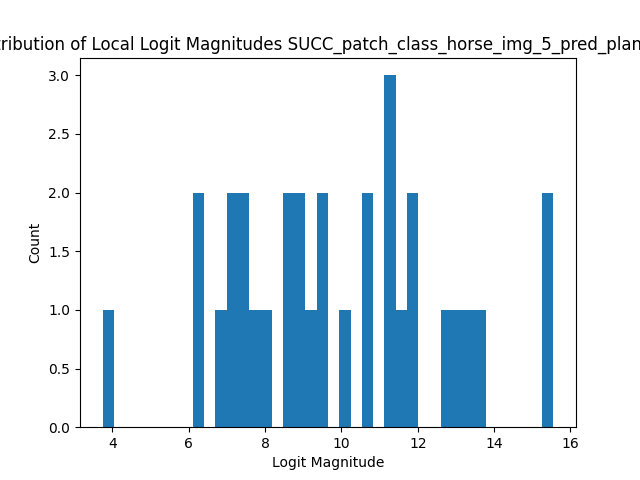 tribution of Local Logit Magnitudes SUCC_patch_class_horse_img_5_pred_plan
3.0
2.5
2.0
1.5
1.0
0.5
0.0
Count
4 6 8 10 12 14 16
Logit Magnitude